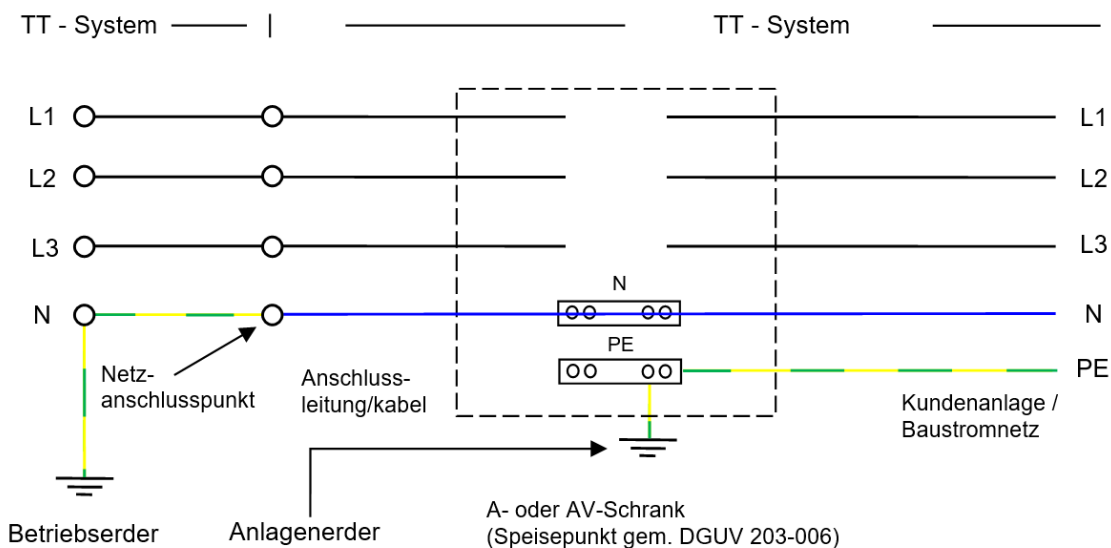 TT - System
TT - System
L1
L1
L2
L2
L3
L3
N
N
N
PE
PE
Netz-
anschlusspunkt
Anschluss-
leitung/kabel
Kundenanlage /
Baustromnetz
Betriebserder
Anlagenerder
A- oder AV-Schrank
(Speisepunkt gem. DGUV 203-006)